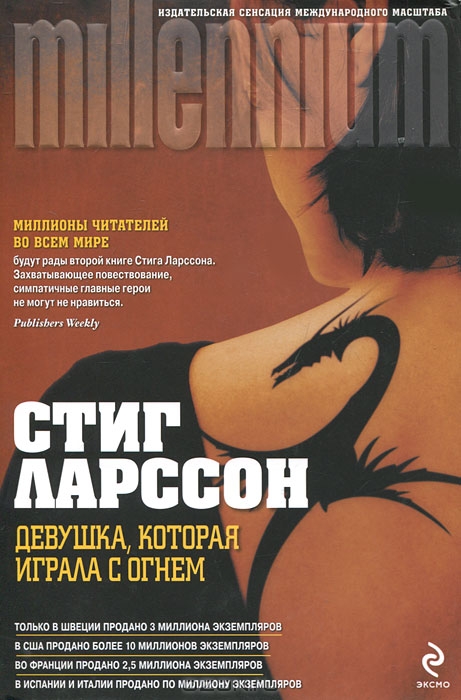 ИЗДАТЕЛЬСКАЯ СЕНСАЦИЯ МЕЖДУНАРОДНОГО МАСШТАБА
millennium
МИЛЛИОНЫ ЧИТАТЕЛЕЙ
ВО ВСЕМ МИРЕ
будут рады второй книге Стига Ларссона.
Захватывающее повествование,
симпатичные главные герои
не могут не нравиться.
Publishers Weekly
СТИГ
ЛАРССОН
ДЕВУШКА, КОТОРАЯ
ИГРАЛА С ОГНЕМ
ТОЛЬКО В ШВЕЦИИ ПРОДАНО 3 МИЛЛИОНА ЭКЗЕМПЛЯРОВ
В США ПРОДАНО БОЛЕЕ 10 МИЛЛИОНОВ ЭКЗЕМПЛЯРОВ
ВО ФРАНЦИИ ПРОДАНО 2,5 МИЛЛИОНА ЭКЗЕМПЛЯРОВ
В ИСПАНИИ И ИТАЛИИ ПРОДАНО ПО МИЛЛИОНУ ЭКЗЕМПЛЯРОВ
ЭКСМО